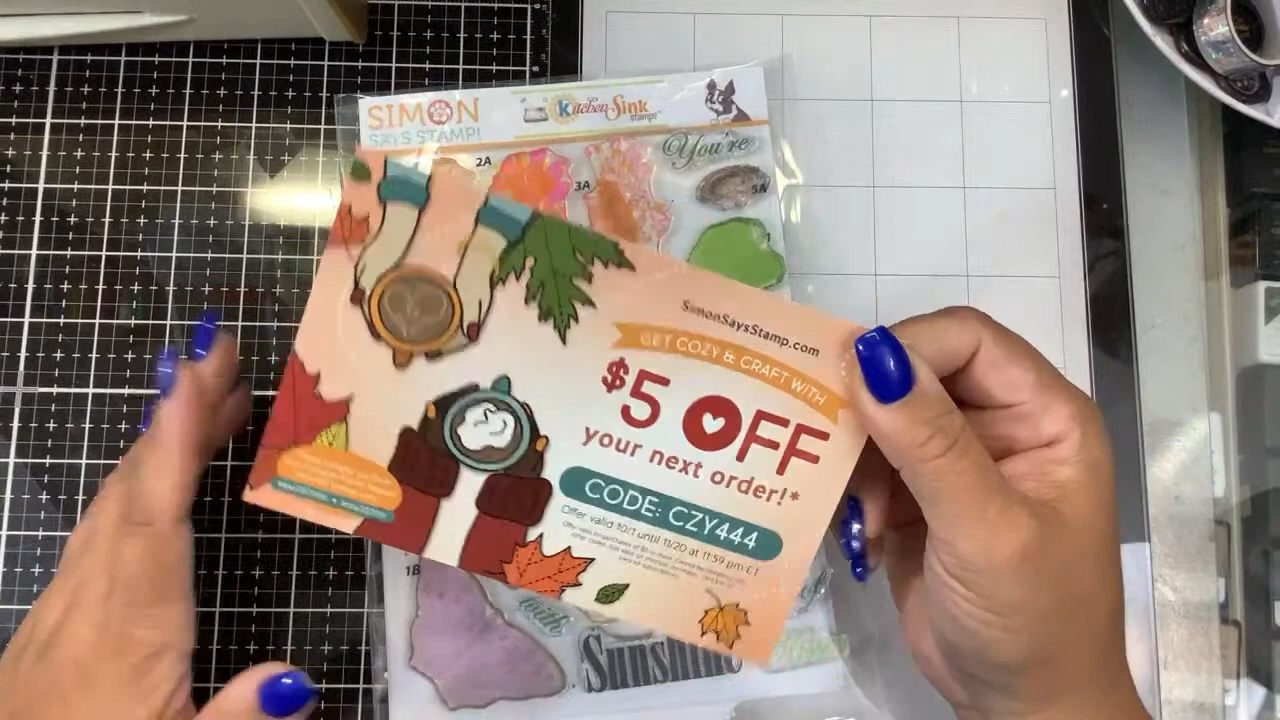 SIMON
SAYS STAMP!
Kitchen Sink
stamps
2A
3A
You're
5A
SimonSaysStamp.com
GET COZY & CRAFT WITH
$5 OFF
your next order!*
CODE: CZY444
Offer valid 10/1 until 11/20 at 11:59 pm ET
1B
faith
Sunshine